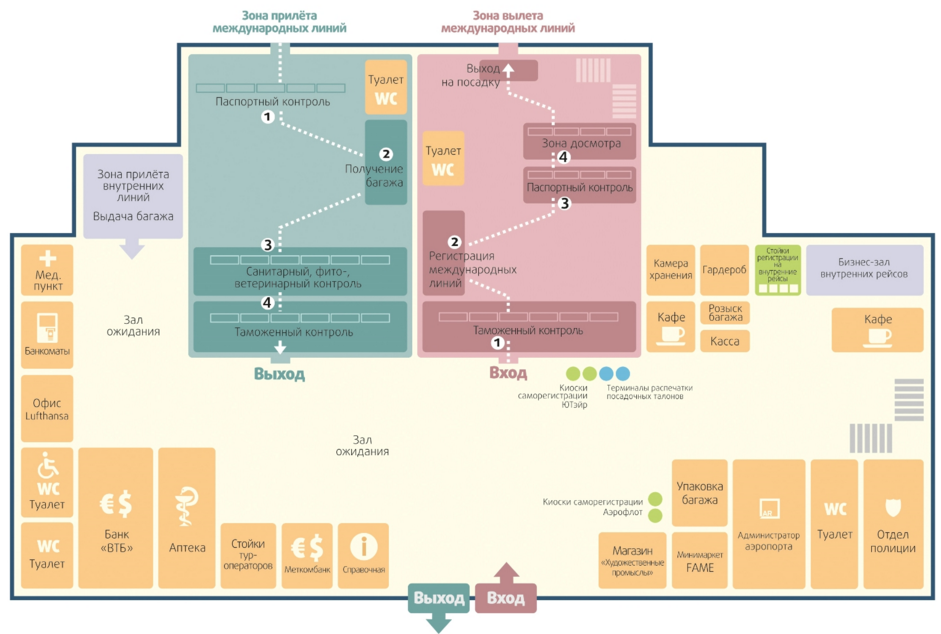 Зона прилёта
международных линий
Зона вылета
международных линий
Паспортный контроль
1
Туалет
WC
2
Получение
багажа
3
Санитарный, фито-,
ветеринарный контроль
4
Таможенный контроль
Выход
Выход
на посадку
Туалет
WC
Зона досмотра
4
Паспортный контроль
3
2
Регистрация
международных
линий
Таможенный контроль
1
Вход
Зона прилёта
внутренних
линий
Выдача багажа
Мед.
пункт
Банкоматы
Офис
Lufthansa
Зал
ожидания
Камера
хранения
Гардероб
Стойки
регистрации
на
внутренние
рейсы
Бизнес-зал
внутренних рейсов
Кафе
Розыск
багажа
Касса
Кафе
Киоски
саморегистрации
ЮТэйр
Терминалы распечатки
посадочных талонов
Зал
ожидания
WC
Туалет
WC
Туалет
€$
Банк
«ВТБ»
Аптека
Стойки
тур-
операторов
€$
Меткомбанк
i
Справочная
Киоски саморегистрации
Аэрофлот
Упаковка
багажа
Магазин
«Художественные
промыслы»
Минимаркет
FAME
АП
Администратор
аэропорта
WC
Туалет
Отдел
полиции
Выход
Вход